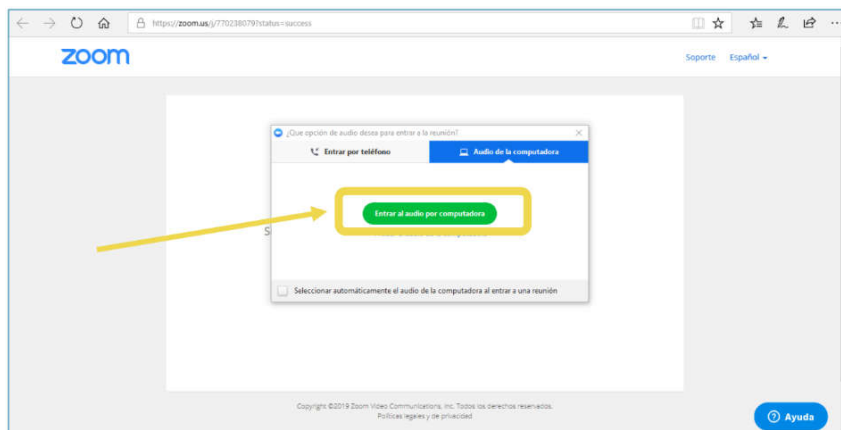 https://zoom.us/j/770238079?status=success
zoom
Soporte Español
¿Que opción de audio desea para entrar a la reunión?
Entrar por teléfono Audio de la computadora
Entrar al audio por computadora
S
Seleccionar automáticamente el audio de la computadora al entrar a una reunión
Copyright ©2019 Zoom Video Communications, Inc. Todos los derechos reservados.
Políticas legales y de privacidad
Ayuda